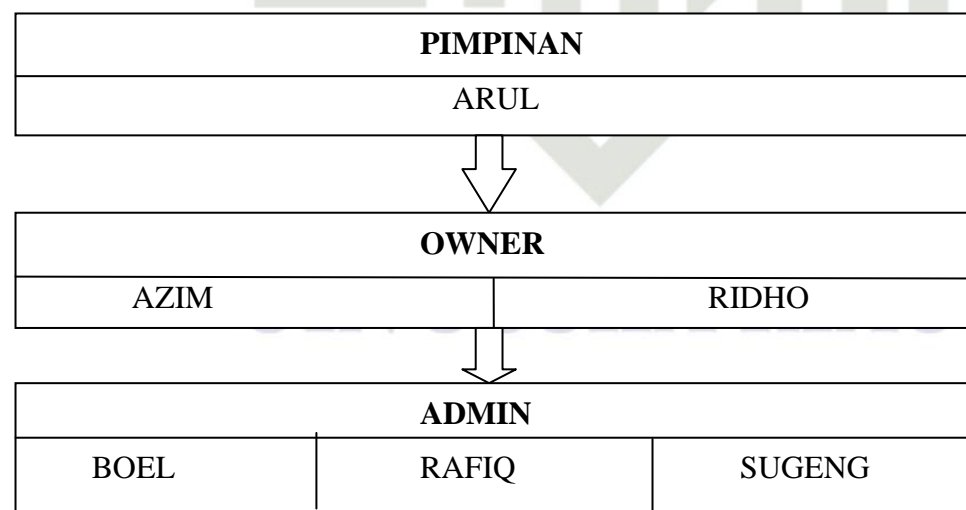 PIMPINAN
ARUL
OWNER
AZIM RIDHO
ADMIN
BOEL RAFIQ SUGENG